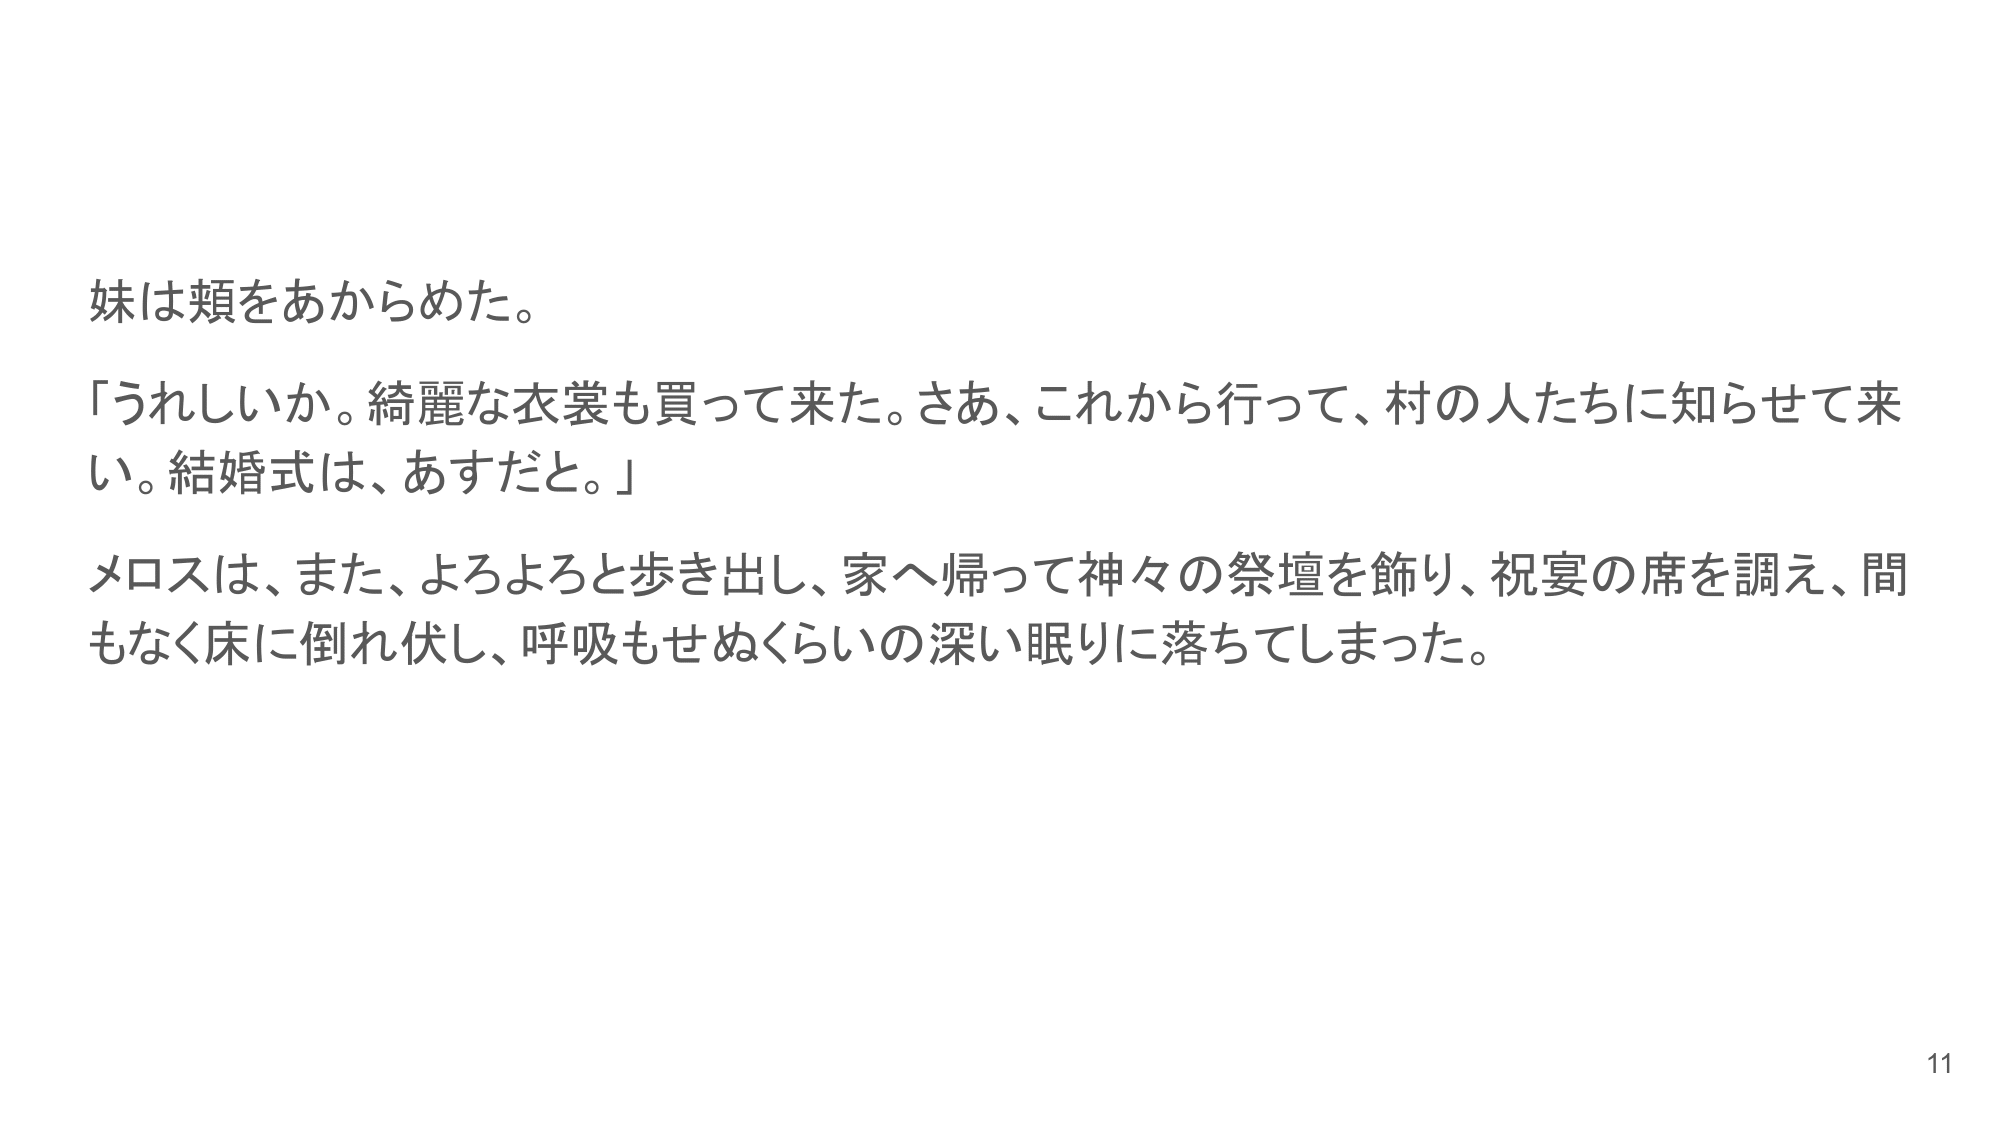 妹は頬をあからめた。
「うれしいか。綺麗な衣裳も買って来た。さあ、これから行って、村の人たちに知らせて来
い。結婚式は、あすだと。」
メロスは、また、よろよろと歩き出し、家へ帰って神々の祭壇を飾り、祝宴の席を調え、間
もなく床に倒れ伏し、呼吸もせぬくらいの深い眠りに落ちてしまった。
11